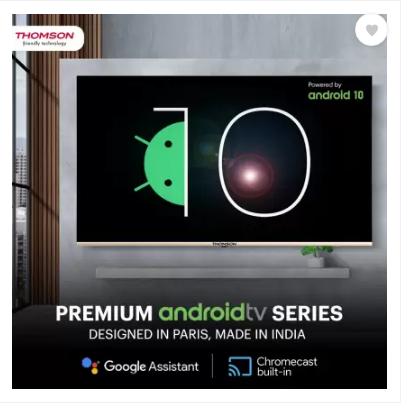 THOMSON
friendly technology
Powered by
android 10
10
THOMSON
PREMIUM androidtv SERIES
DESIGNED IN PARIS, MADE IN INDIA
Google Assistant
Chromecast
built-in